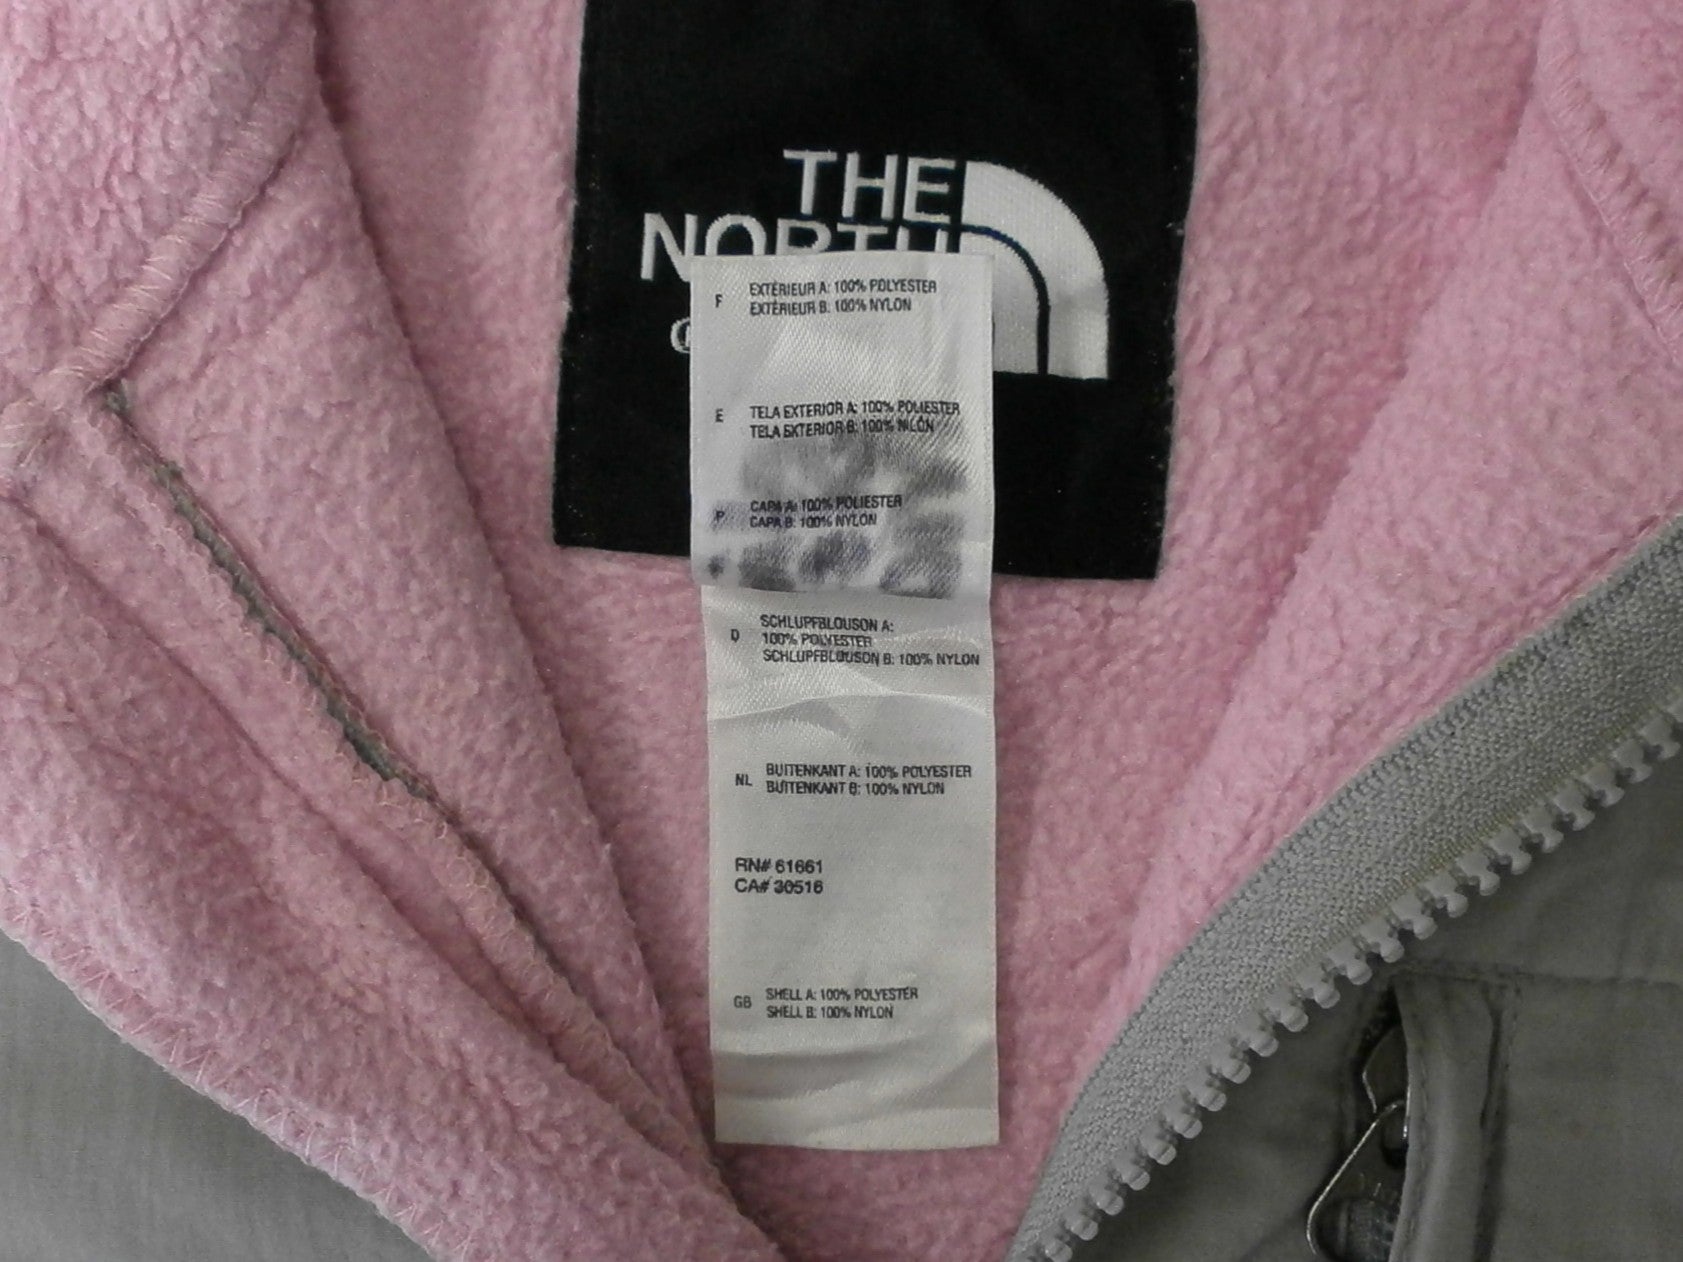 THE
NORTH
F EXTÉRIEUR A: 100% POLYESTER
EXTÉRIEUR B: 100% NYLON
E TELA EXTERIOR A: 100% POLIESTER
TELA EXTERIOR B: 100% NILÓN
P CAPA A: 100% POLIESTER
CAPA B: 100% NYLON
D SCHLUPFBLOUSON A:
100% POLYESTER
SCHLUPFBLOUSON B: 100% NYLON
NL BUITENKANT A: 100% POLYESTER
BUITENKANT B: 100% NYLON
RN# 61661
CA# 30516
GB SHELL A: 100% POLYESTER
SHELL B: 100% NYLON